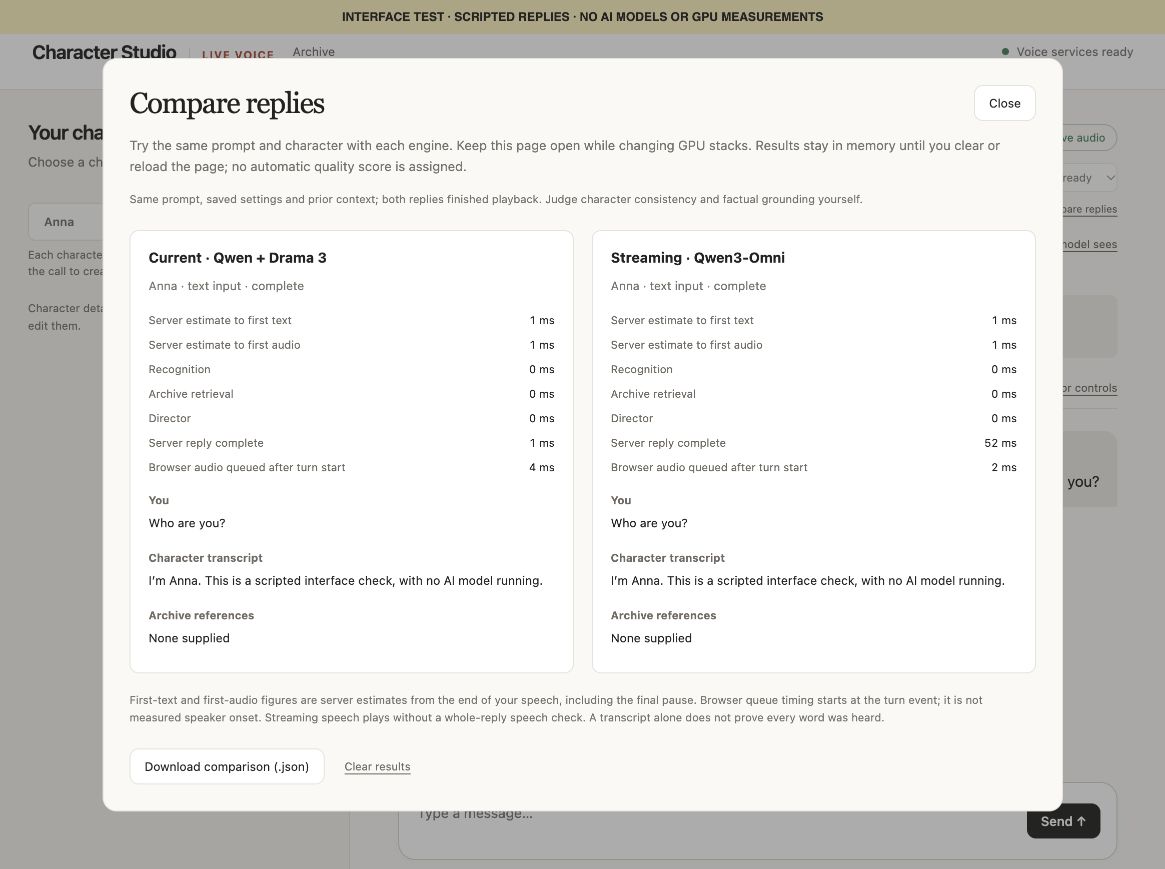 INTERFACE TEST · SCRIPTED REPLIES · NO AI MODELS OR GPU MEASUREMENTS
Character Studio
LIVE VOICE
Archive
Voice services ready
Compare replies
Close
Try the same prompt and character with each engine. Keep this page open while changing GPU stacks. Results stay in memory until you clear or
reload the page; no automatic quality score is assigned.
Same prompt, saved settings and prior context; both replies finished playback. Judge character consistency and factual grounding yourself.
Current · Qwen + Drama 3
Anna · text input · complete
Server estimate to first text 1 ms
Server estimate to first audio 1 ms
Recognition 0 ms
Archive retrieval 0 ms
Director 0 ms
Server reply complete 1 ms
Browser audio queued after turn start 4 ms
You
Who are you?
Character transcript
I’m Anna. This is a scripted interface check, with no AI model running.
Archive references
None supplied
Streaming · Qwen3-Omni
Anna · text input · complete
Server estimate to first text 1 ms
Server estimate to first audio 1 ms
Recognition 0 ms
Archive retrieval 0 ms
Director 0 ms
Server reply complete 52 ms
Browser audio queued after turn start 2 ms
You
Who are you?
Character transcript
I’m Anna. This is a scripted interface check, with no AI model running.
Archive references
None supplied
First-text and first-audio figures are server estimates from the end of your speech, including the final pause. Browser queue timing starts at the turn event; it is not
measured speaker onset. Streaming speech plays without a whole-reply speech check. A transcript alone does not prove every word was heard.
Download comparison (.json)
Clear results
Your
Choose a
Anna
Each
the call to
Character
edit them.
audio
ready
replies
sees
controls
you?
Type a message...
Send ↑